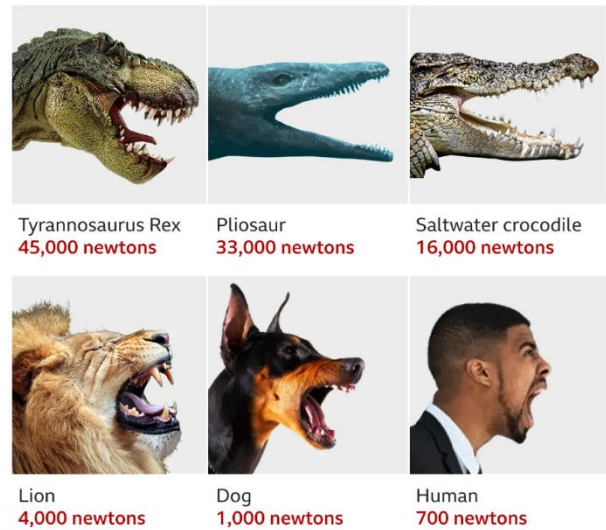 Tyrannosaurus Rex
45,000 newtons
Pliosaur
33,000 newtons
Saltwater crocodile
16,000 newtons
Lion
4,000 newtons
Dog
1,000 newtons
Human
700 newtons